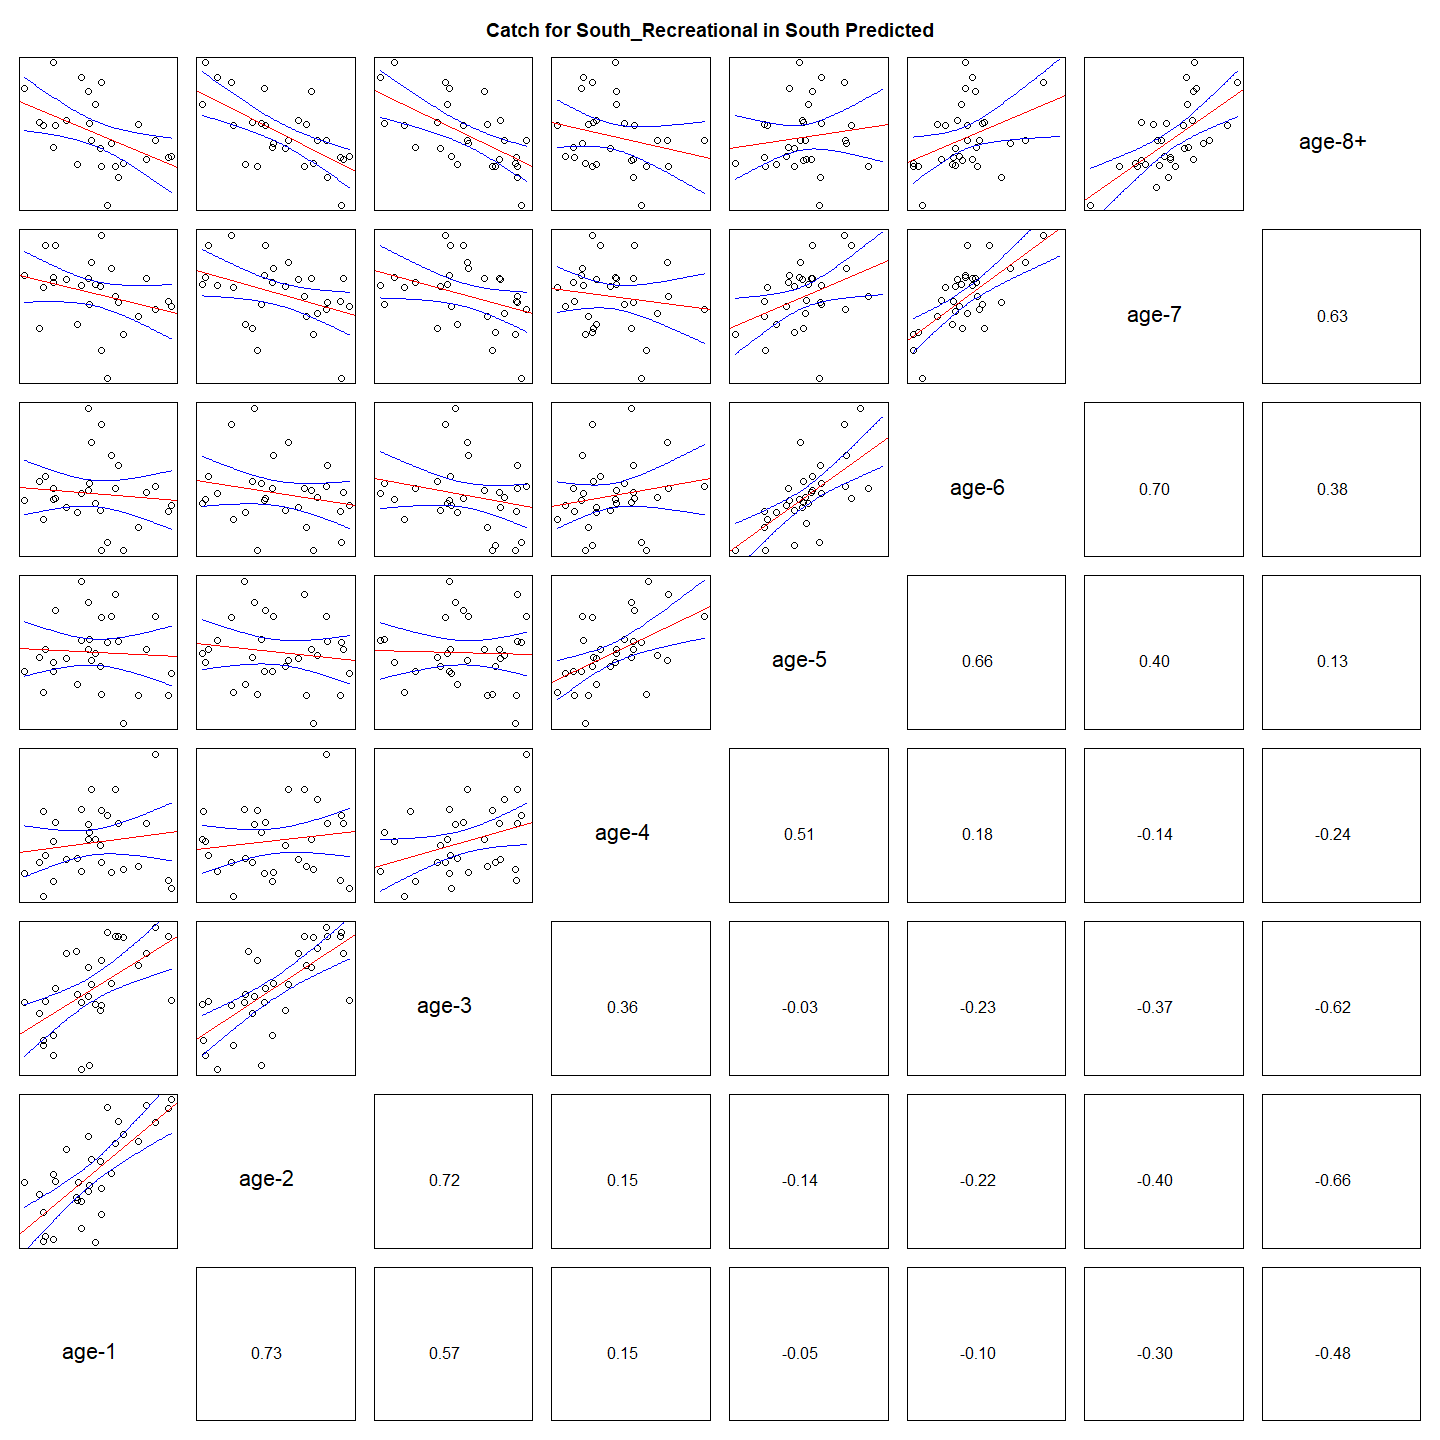 Catch for South_Recreational in South Predicted
age-8+
age-7 0.63
age-6 0.70 0.38
age-5 0.66 0.40 0.13
age-4 0.51 0.18 -0.14 -0.24
age-3 0.36 -0.03 -0.23 -0.37 -0.62
age-2 0.72 0.15 -0.14 -0.22 -0.40 -0.66
age-1 0.73 0.57 0.15 -0.05 -0.10 -0.30 -0.48